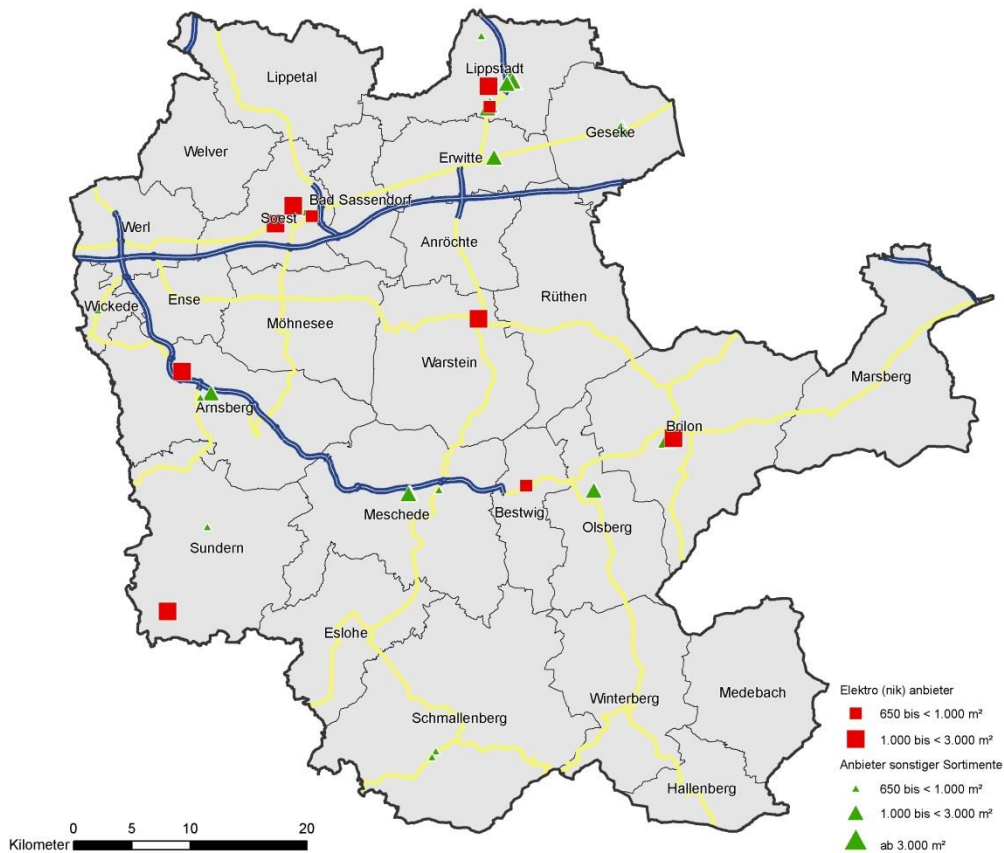 Lippetal
Lippstadt
Geseke
Welver
Erwitte
Bad Sassendorf
Soest
Werl
Anröchte
Rüthen
Wickede
Ense
Möhnesee
Warstein
Marsberg
Arnsberg
Brilon
Meschede
Bestwig
Olsberg
Sundern
Eslohe
Medebach
Winterberg
Schmallenberg
Hallenberg
Elektro (nik) anbieter
650 bis < 1.000 m²
1.000 bis < 3.000 m²
Anbieter sonstiger Sortimente
650 bis < 1.000 m²
1.000 bis < 3.000 m²
ab 3.000 m²
0 5 10 20
Kilometer